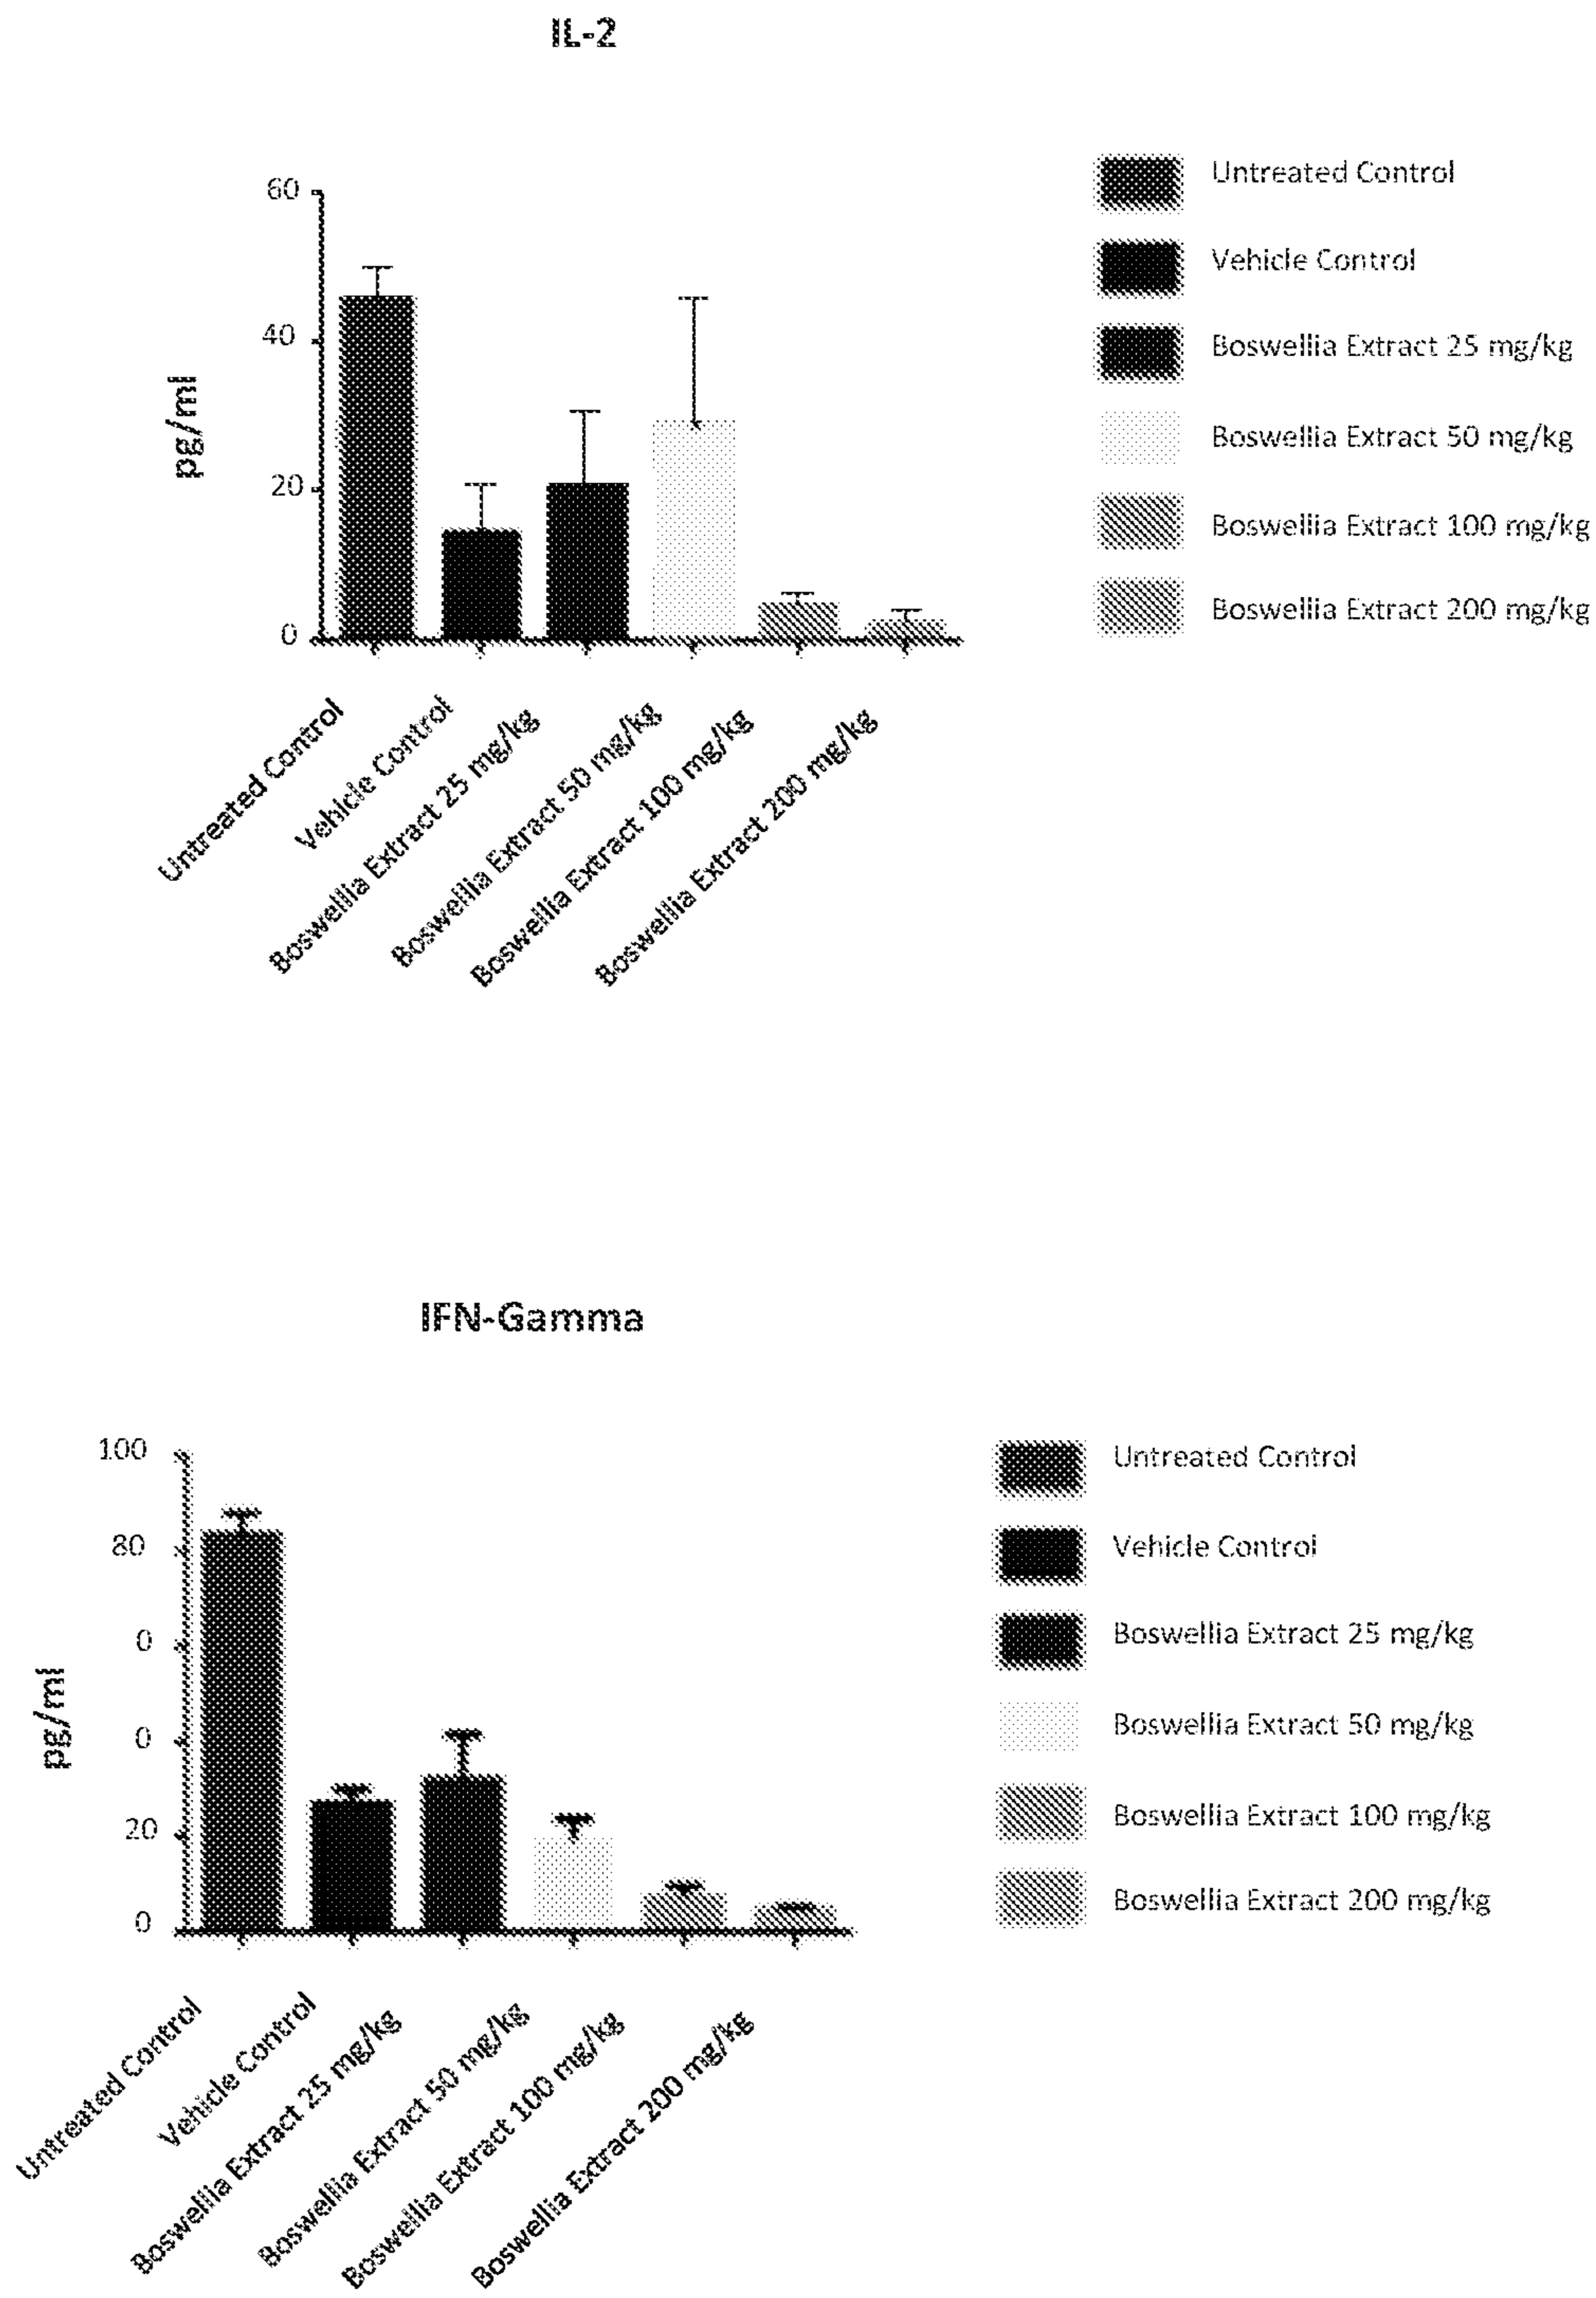 IL-2
60
40
20
0
pg/ml
Untreated Control
Vehicle Control
Boswellia Extract 25 mg/kg
Boswellia Extract 50 mg/kg
Boswellia Extract 100 mg/kg
Boswellia Extract 200 mg/kg
Untreated Control
Vehicle Control
Boswellia Extract 25 mg/kg
Boswellia Extract 50 mg/kg
Boswellia Extract 100 mg/kg
Boswellia Extract 200 mg/kg
IFN-Gamma
100
80
0
0
20
0
pg/ml
Untreated Control
Vehicle Control
Boswellia Extract 25 mg/kg
Boswellia Extract 50 mg/kg
Boswellia Extract 100 mg/kg
Boswellia Extract 200 mg/kg
Untreated Control
Vehicle Control
Boswellia Extract 25 mg/kg
Boswellia Extract 50 mg/kg
Boswellia Extract 100 mg/kg
Boswellia Extract 200 mg/kg